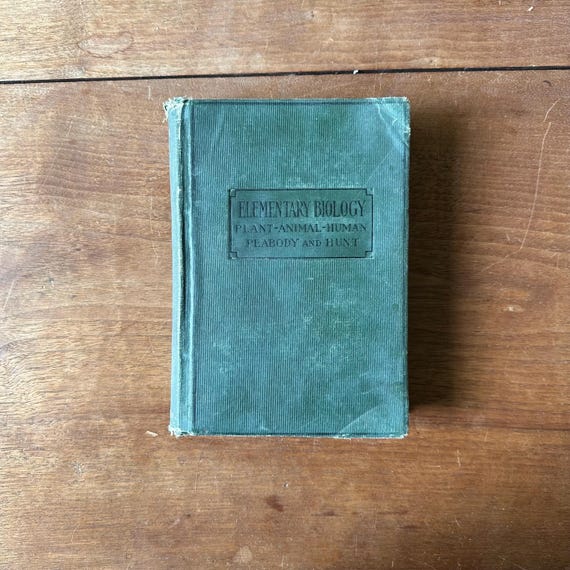 ELEMENTARY BIOLOGY
PLANT-ANIMAL-HUMAN
PEABODY AND HUNT